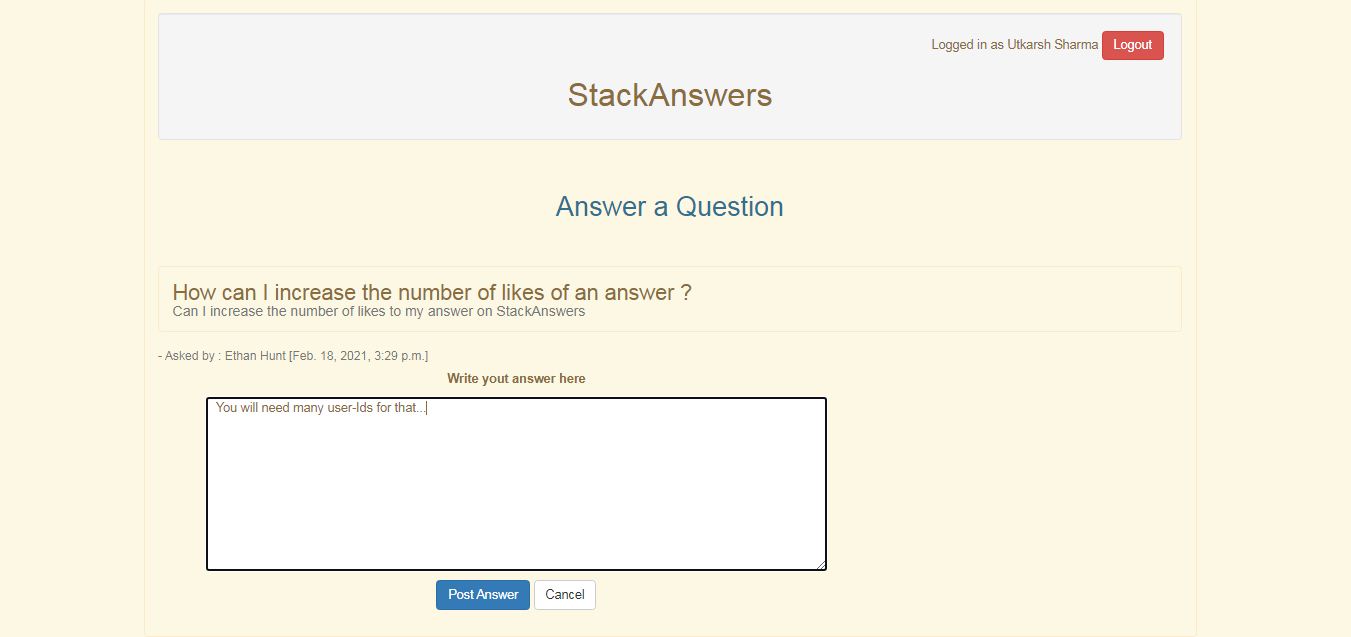 Logged in as Utkarsh Sharma Logout
StackAnswers
Answer a Question
How can I increase the number of likes of an answer ?
Can I increase the number of likes to my answer on StackAnswers
- Asked by : Ethan Hunt [Feb. 18, 2021, 3:29 p.m.]
Write yout answer here
You will need many user-Ids for that...
Post Answer Cancel